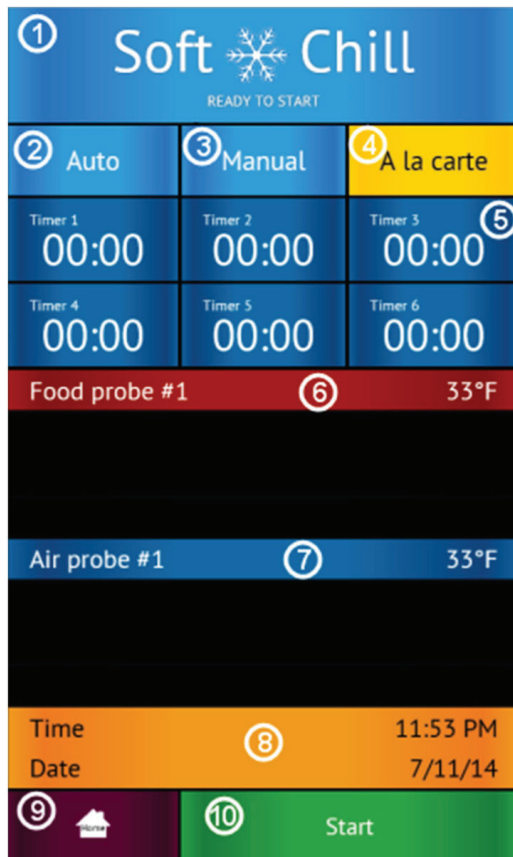 ① Soft Chill
READY TO START
② Auto ③ Manual ④ A la carte
Timer 1 Timer 2 Timer 3 ⑤
00:00 00:00 00:00
Timer 4 Timer 5 Timer 6
00:00 00:00 00:00
Food probe #1 ⑥ 33°F
Air probe #1 ⑦ 33°F
Time ⑧ 11:53 PM
Date 7/11/14
⑨ Home ⑩ Start